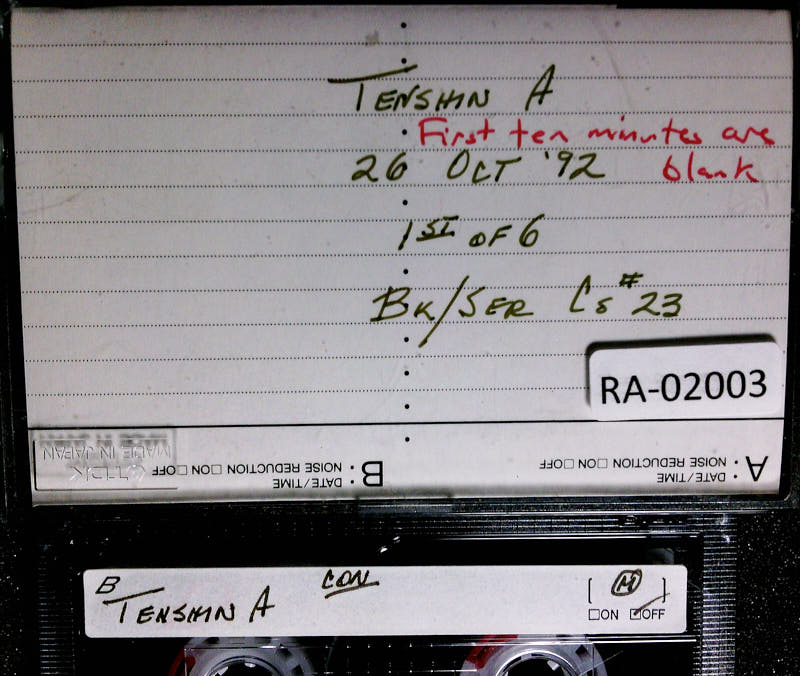 TENSHIN A
First ten minutes are
26 OCT '92 blank
1ST OF 6
BK/SER CS #23
RA-02003
A • DATE/TIME
• NOISE REDUCTION □ON □OFF
B • DATE/TIME
• NOISE REDUCTION □ON □OFF
TDK
MADE IN JAPAN
B CON [ M ]
TENSHIN A
□ON □OFF